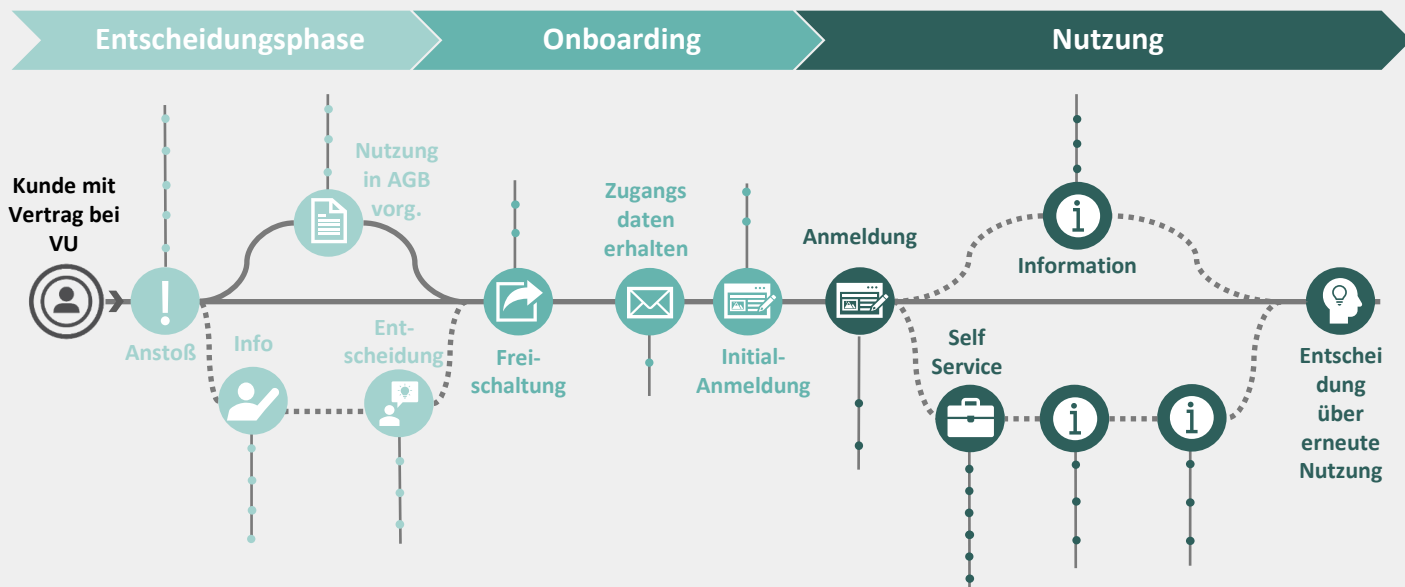 Entscheidungsphase
Onboarding
Nutzung
Kunde mit
Vertrag bei
VU
Anstoß
Nutzung
in AGB
vorg.
Info
Ent-
scheidung
Frei-
schaltung
Zugangs
daten
erhalten
Initial-
Anmeldung
Anmeldung
Information
Self
Service
Entschei
dung
über
erneute
Nutzung